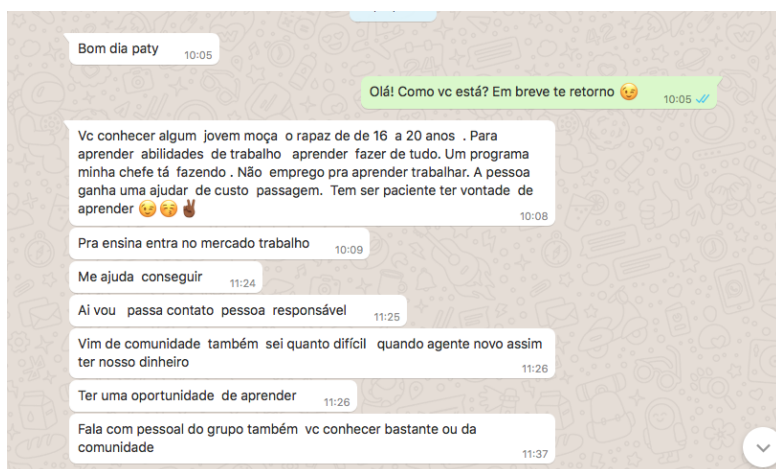 Bom dia paty
10:05
Olá! Como vc está? Em breve te retorno 😉
10:05
Vc conhecer algum jovem moça o rapaz de de 16 a 20 anos . Para
aprender abilidades de trabalho aprender fazer de tudo. Um programa
minha chefe tá fazendo . Não emprego pra aprender trabalhar. A pessoa
ganha uma ajudar de custo passagem. Tem ser paciente ter vontade de
aprender 😉😚✌🏾
10:08
Pra ensina entra no mercado trabalho
10:09
Me ajuda conseguir
11:24
Ai vou passa contato pessoa responsável
11:25
Vim de comunidade também sei quanto difícil quando agente novo assim
ter nosso dinheiro
11:26
Ter uma oportunidade de aprender
11:26
Fala com pessoal do grupo também vc conhecer bastante ou da
comunidade
11:37